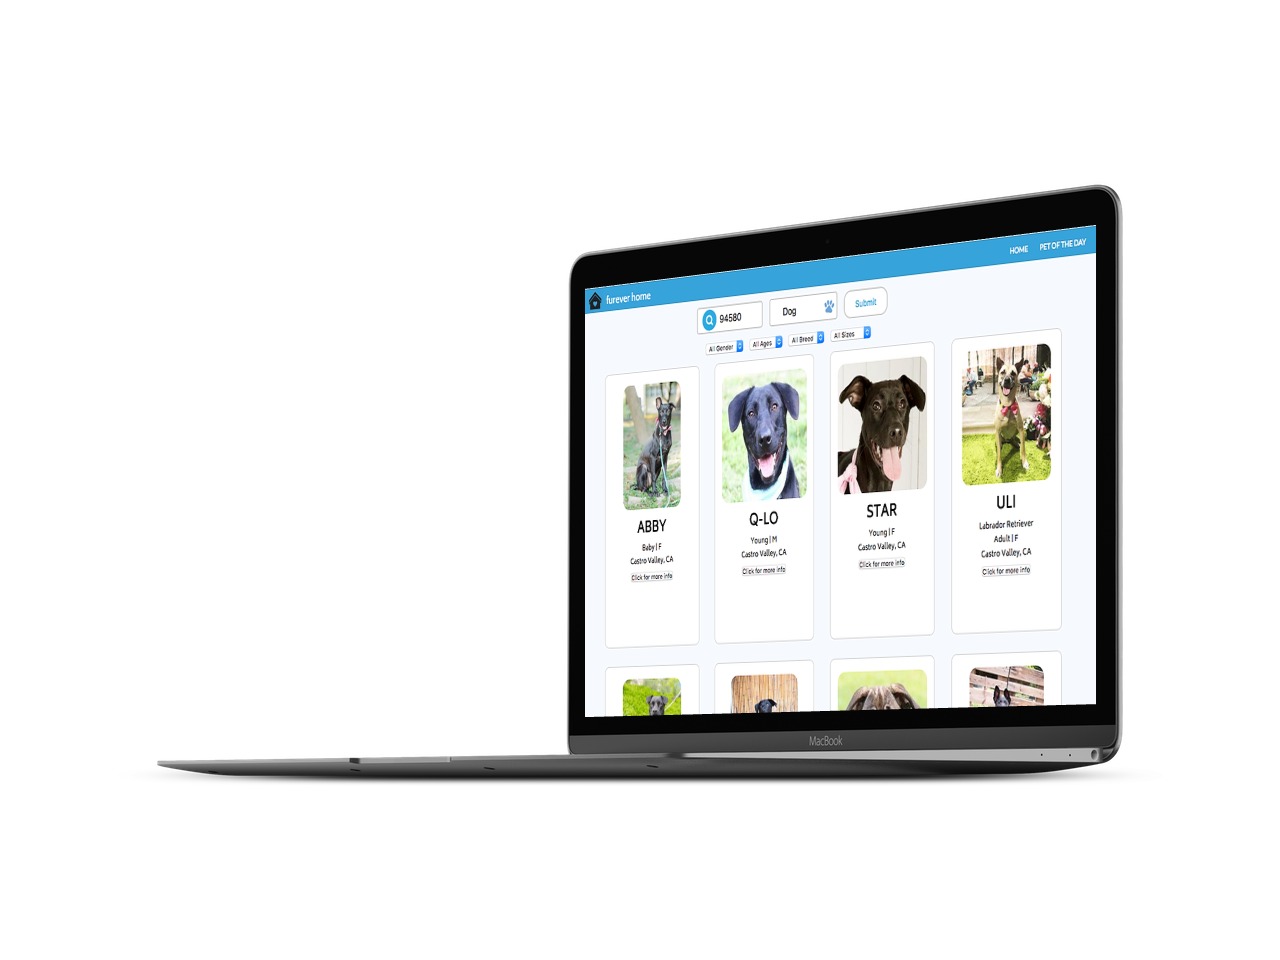 HOME PET OF THE DAY
furever home
94580 Dog Submit
All Gender All Ages All Breed All Sizes
ABBY
Baby | F
Castro Valley, CA
Click for more info
Q-LO
Young | M
Castro Valley, CA
Click for more info
STAR
Young | F
Castro Valley, CA
Click for more info
ULI
Labrador Retriever
Adult | F
Castro Valley, CA
Click for more info
MacBook